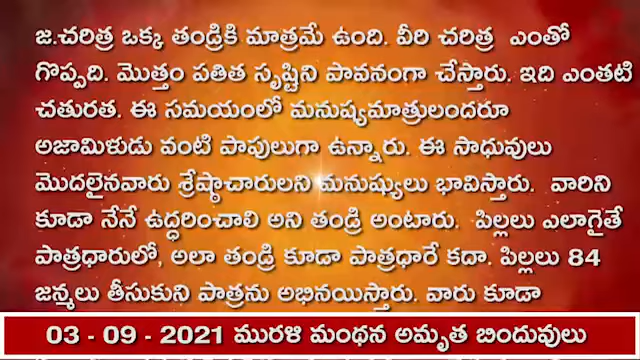 జ.చరిత్ర ఒక్క తండ్రికి మాత్రమే ఉంది. వీరి చరిత్ర ఎంతో
గొప్పది. మొత్తం పతిత సృష్టిని పావనంగా చేస్తారు. ఇది ఎంతటి
చతురత. ఈ సమయంలో మనుష్యమాత్రులందరూ
అజామిళుడు వంటి పాపులుగా ఉన్నారు. ఈ సాధువులు
మొదలైనవారు శ్రేష్ఠాచారులని మనుష్యులు భావిస్తారు. వారిని
కూడా నేనే ఉద్ధరించాలి అని తండ్రి అంటారు. పిల్లలు ఎలాగైతే
పాత్రధారులో, అలా తండ్రి కూడా పాత్రధారే కదా. పిల్లలు 84
జన్మలు తీసుకుని పాత్రను అభినయిస్తారు. వారు కూడా
03 - 09 - 2021 మురళి మంథన అమృత బిందువులు